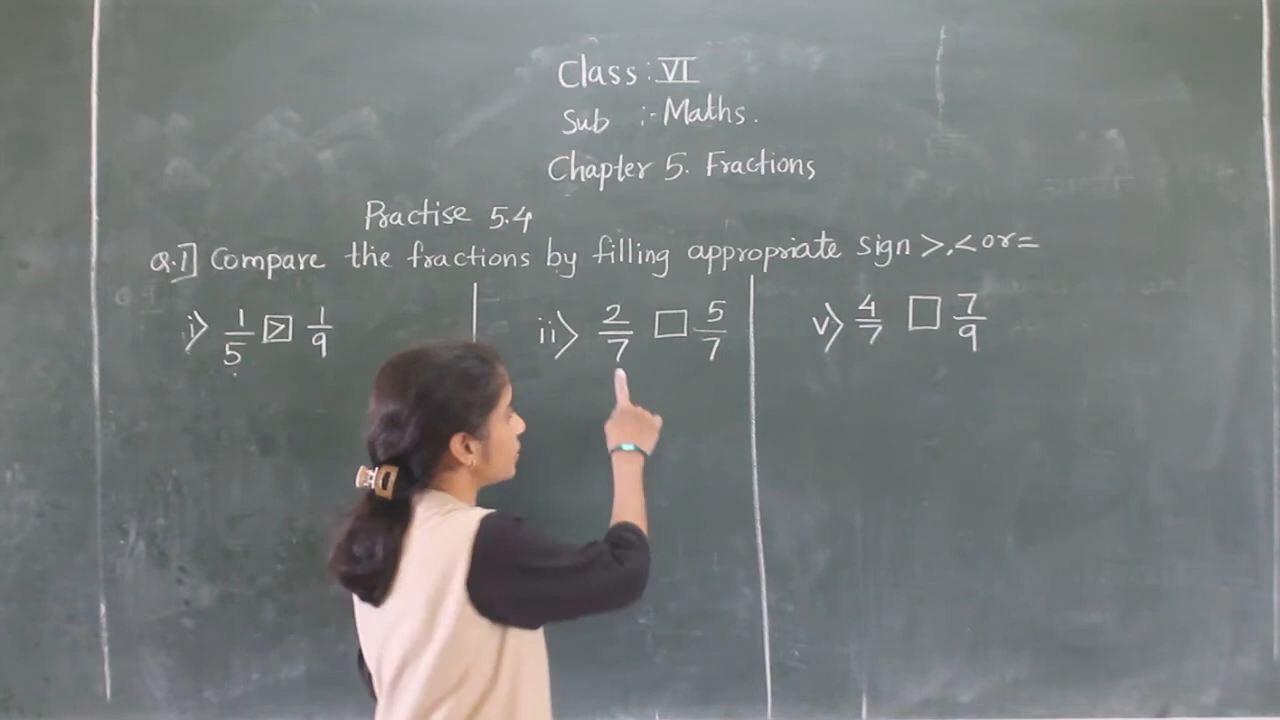 Class : VI
Sub :- Maths.
Chapter 5. Fractions
Practise 5.4
Q.1] Compare the fractions by filling appropriate sign >, < or =
i) 1/5 [>] 1/9
ii) 2/7 □ 5/7
v) 4/7 □ 7/9